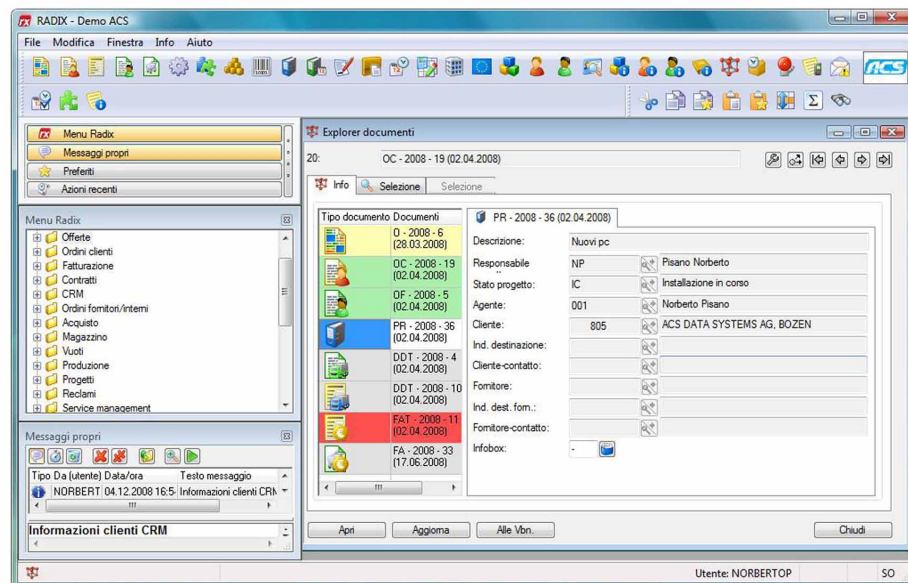 RADIX - Demo ACS
File Modifica Finestra Info Aiuto
ACS
Menu Radix
Messaggi propri
Preferiti
Azioni recenti
Menu Radix
Offerte
Ordini clienti
Fatturazione
Contratti
CRM
Ordini fornitori/interni
Acquisto
Magazzino
Vuoti
Produzione
Progetti
Reclami
Service management
Messaggi propri
Tipo Da (utente) Data/ora Testo messaggio
NORBERT 04.12.2008 16:5 Informazioni clienti CRM
Informazioni clienti CRM
Explorer documenti
20: OC - 2008 - 19 (02.04.2008)
Info Selezione Selezione
Tipo documento Documenti
O - 2008 - 6
(28.03.2008)
OC - 2008 - 19
(02.04.2008)
OF - 2008 - 5
(02.04.2008)
PR - 2008 - 36
(02.04.2008)
DDT - 2008 - 4
(02.04.2008)
DDT - 2008 - 10
(02.04.2008)
FAT - 2008 - 11
(02.04.2008)
FA - 2008 - 33
(17.06.2008)
PR - 2008 - 36 (02.04.2008)
Descrizione: Nuovi pc
Responsabile NP Pisano Norberto
Stato progetto: IC Installazione in corso
Agente: 001 Norberto Pisano
Cliente: 805 ACS DATA SYSTEMS AG, BOZEN
Ind. destinazione:
Cliente-contatto:
Fornitore:
Ind. dest. forn.:
Fornitore-contatto:
Infobox: -
Apri Aggiorna Alle Vbn. Chiudi
Utente: NORBERTOP SO